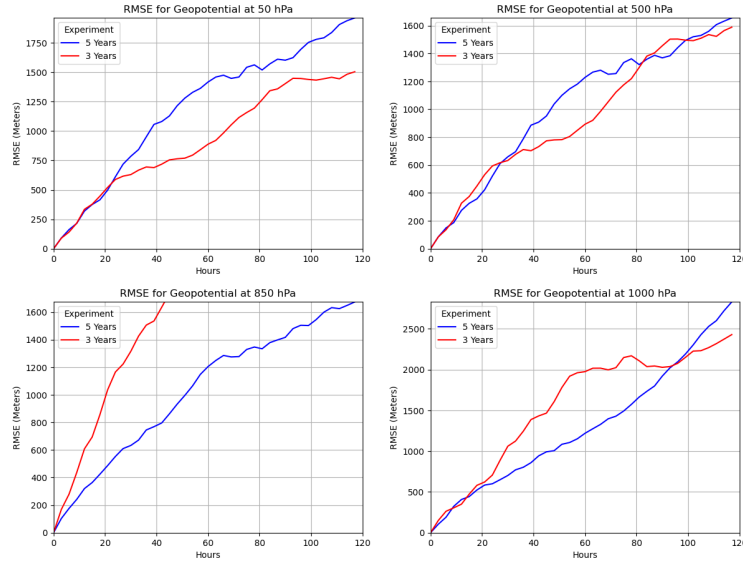 RMSE for Geopotential at 50 hPa
Experiment
5 Years
3 Years
RMSE (Meters)
1750
1500
1250
1000
750
500
250
0
0 20 40 60 80 100 120
Hours
RMSE for Geopotential at 500 hPa
Experiment
5 Years
3 Years
RMSE (Meters)
1600
1400
1200
1000
800
600
400
200
0
0 20 40 60 80 100 120
Hours
RMSE for Geopotential at 850 hPa
Experiment
5 Years
3 Years
RMSE (Meters)
1600
1400
1200
1000
800
600
400
200
0
0 20 40 60 80 100 120
Hours
RMSE for Geopotential at 1000 hPa
Experiment
5 Years
3 Years
RMSE (Meters)
2500
2000
1500
1000
500
0
0 20 40 60 80 100 120
Hours